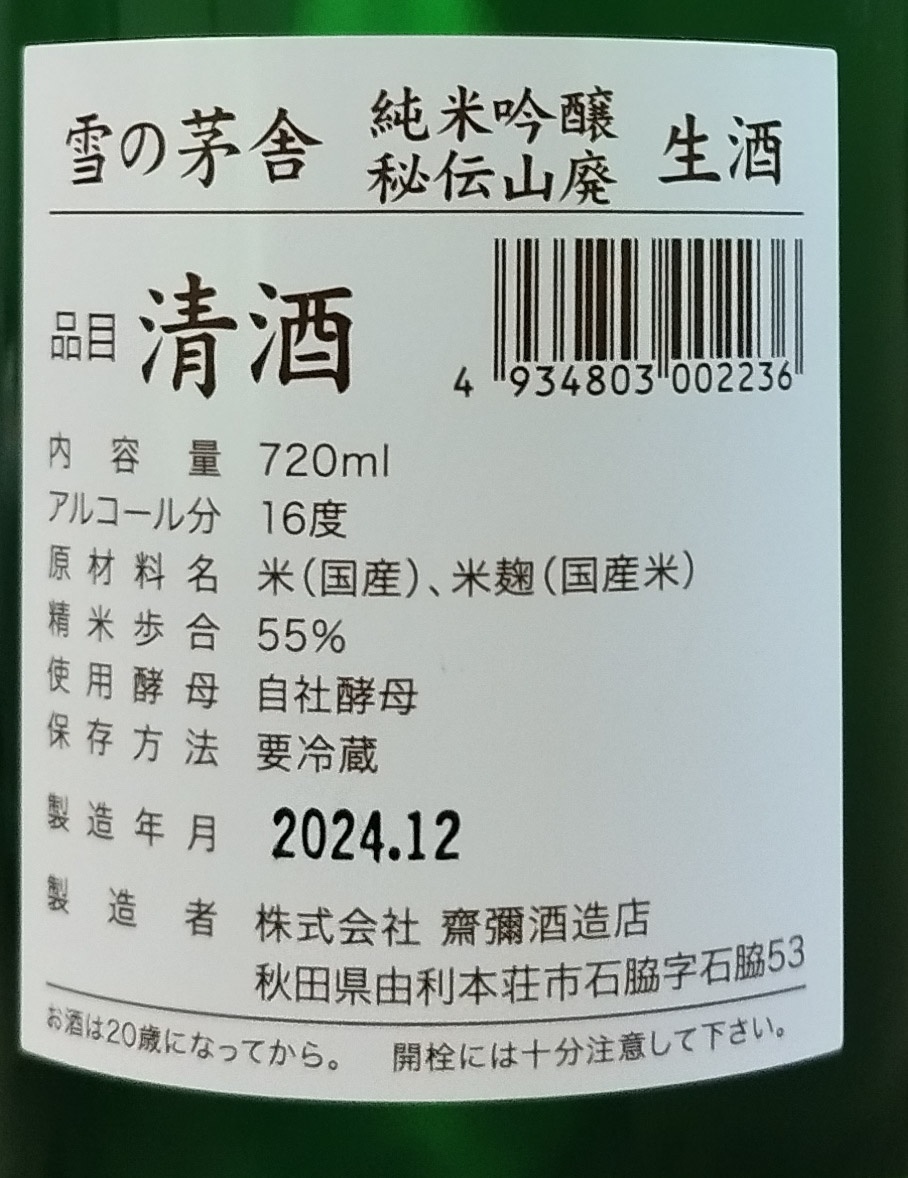 雪の茅舎 純米吟醸 生酒
秘伝山廃
品目 清酒
4 934803 002236
内容量 720ml
アルコール分 16度
原材料名 米(国産)、米麹(国産米)
精米歩合 55%
使用酵母 自社酵母
保存方法 要冷蔵
製造年月 2024.12
製造者 株式会社 齋彌酒造店
秋田県由利本荘市石脇字石脇53
お酒は20歳になってから。 開栓には十分注意して下さい。